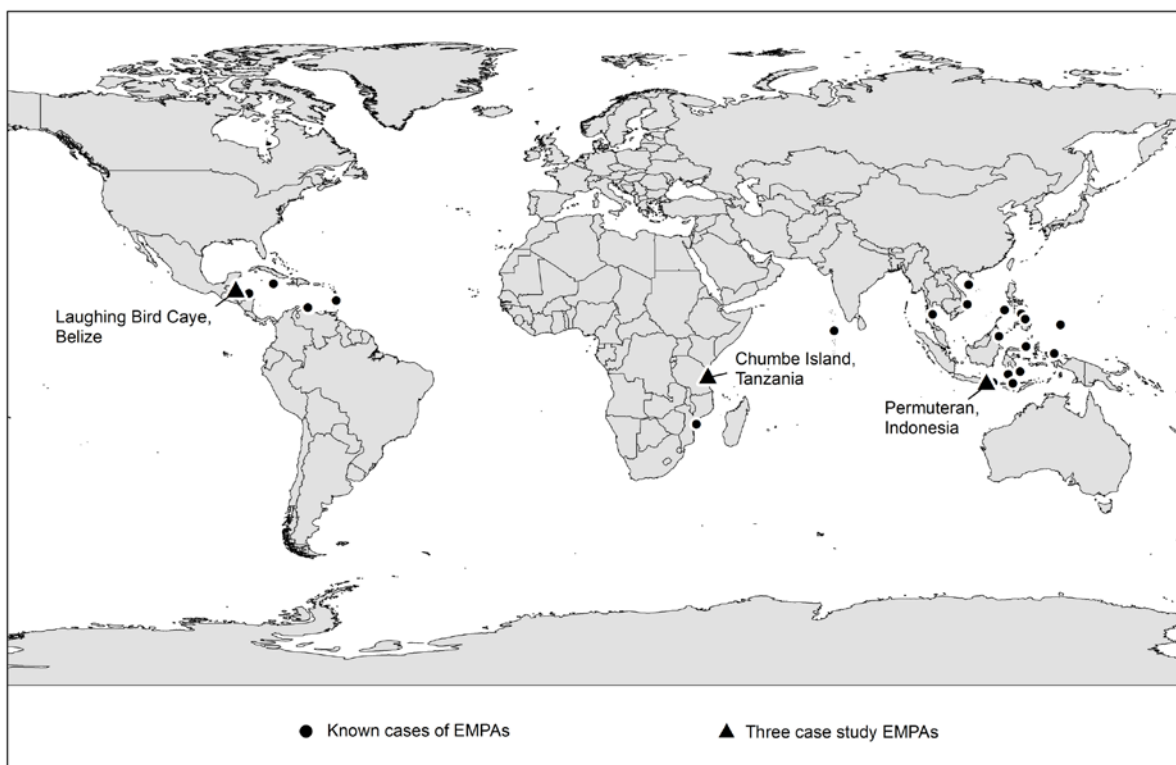 Laughing Bird Caye,
Belize
Chumbe Island,
Tanzania
Permuteran,
Indonesia
Known cases of EMPAs
Three case study EMPAs